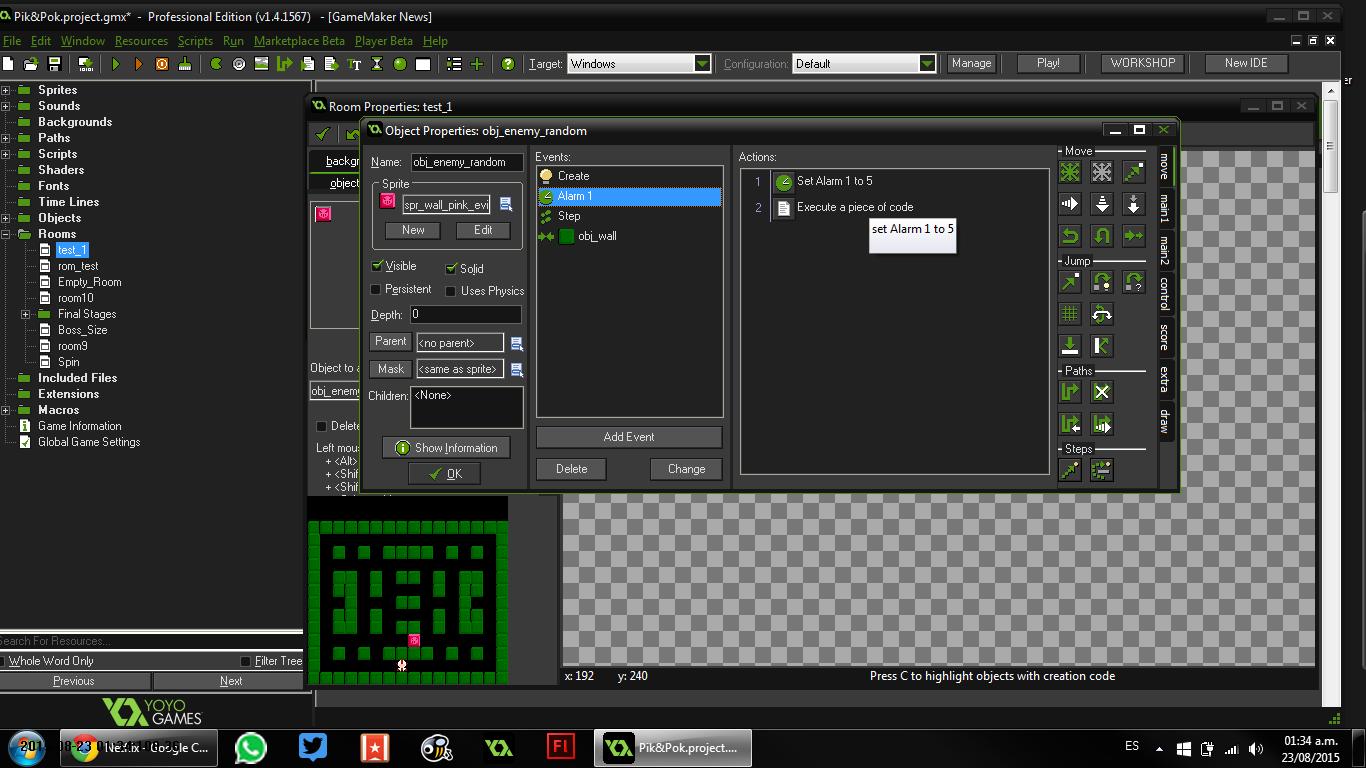 Pik&Pok.project.gmx* - Professional Edition (v1.4.1567) - [GameMaker News]
File Edit Window Resources Scripts Run Marketplace Beta Player Beta Help
Target: Windows Configuration: Default Manage Play! WORKSHOP New IDE
Sprites
Sounds
Backgrounds
Paths
Scripts
Shaders
Fonts
Time Lines
Objects
Rooms
test_1
rom_test
Empty_Room
room10
Final Stages
Boss_Size
room9
Spin
Included Files
Extensions
Macros
Game Information
Global Game Settings
Search For Resources...
Whole Word Only Filter Tree
Previous Next
YOYO
GAMES
Room Properties: test_1
backgr
object
Object to a
obj_enemy
Delete
Left mou
+ <Alt>
+ <Shif
+ <Shif
Object Properties: obj_enemy_random
Name: obj_enemy_random
Sprite
spr_wall_pink_evi
New Edit
Visible Solid
Persistent Uses Physics
Depth: 0
Parent <no parent>
Mask <same as sprite>
Children: <None>
Show Information
OK
Events:
Create
Alarm 1
Step
obj_wall
Add Event
Delete Change
Actions:
1 Set Alarm 1 to 5
2 Execute a piece of code
set Alarm 1 to 5
Move
Jump
Paths
Steps
move
main1
main2
control
score
extra
draw
x: 192 y: 240 Press C to highlight objects with creation code
Netflix - Google C...
Fl
Pik&Pok.project....
ES
01:34 a.m.
23/08/2015